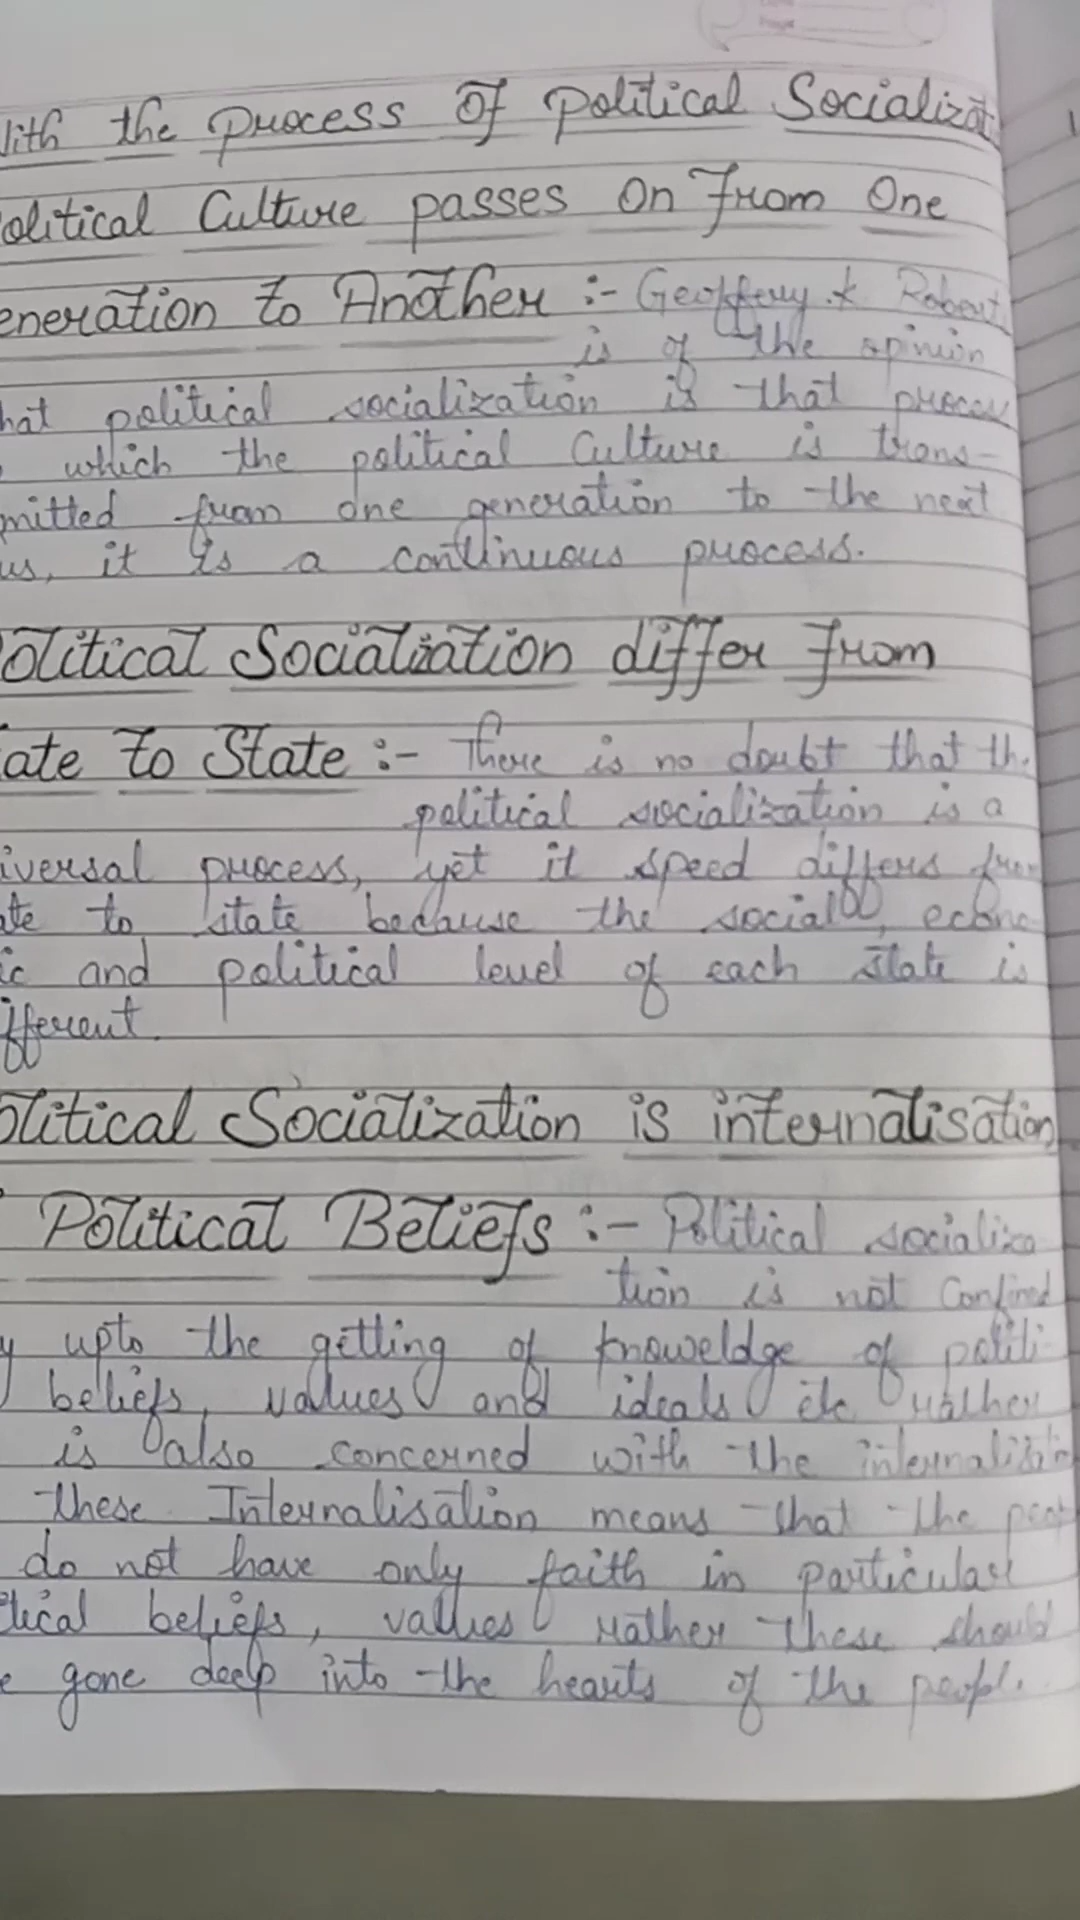 With the process Of political Socializat
olitical Culture passes On from One
eneration to Another :- Geoffery. k Robert
is of the opinion
hat political socialization is that process
which the political Culture is trans-
mitted from one generation to the next
us, it is a continuous process.
olitical Socialization differ from
ate to State :- There is no doubt that th
political socialization is a
iversal process, yet it speed differs from
ate to state because the social, econo
ic and political level of each state is
fferent.
olitical Socialization is internalisation
Political Beliefs :- Political socializa
tion is not Confined
y upto the getting of knoweldge of politi-
beliefs, values and ideals etc rather
is also concerned with the internalisatio
these. Internalisation means that the peop
do not have only faith in particular
tical beliefs, values rather these should
e gone deep into the hearts of the people.